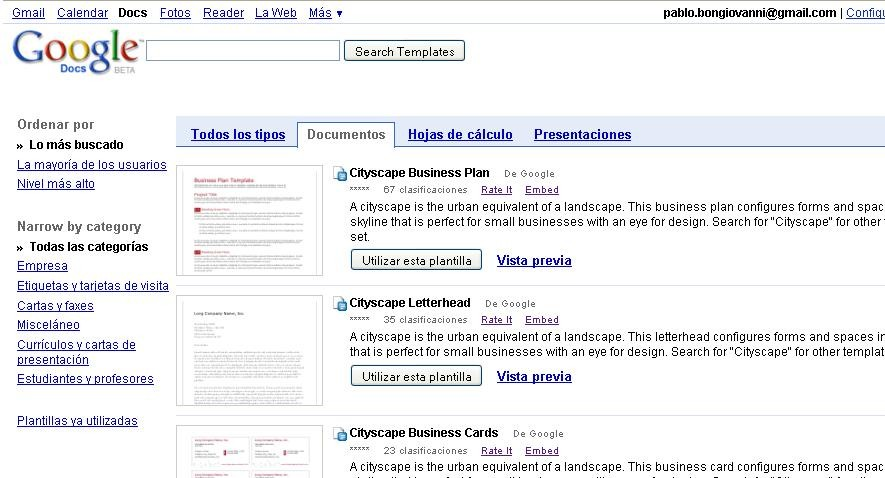 Gmail Calendar Docs Fotos Reader La Web Más ▼
pablo.bongiovanni@gmail.com | Configu
Google Docs BETA
Search Templates
Ordenar por
» Lo más buscado
La mayoría de los usuarios
Nivel más alto
Narrow by category
» Todas las categorías
Empresa
Etiquetas y tarjetas de visita
Cartas y faxes
Misceláneo
Currículos y cartas de
presentación
Estudiantes y profesores
Plantillas ya utilizadas
Todos los tipos Documentos Hojas de cálculo Presentaciones
Business Plan Template
Project Title
Cityscape Business Plan De Google
***** 67 clasificaciones Rate It Embed
A cityscape is the urban equivalent of a landscape. This business plan configures forms and spac
skyline that is perfect for small businesses with an eye for design. Search for "Cityscape" for other
set.
Utilizar esta plantilla Vista previa
Long Company Name, Inc.
Cityscape Letterhead De Google
***** 35 clasificaciones Rate It Embed
A cityscape is the urban equivalent of a landscape. This letterhead configures forms and spaces in
that is perfect for small businesses with an eye for design. Search for "Cityscape" for other templat
Utilizar esta plantilla Vista previa
Cityscape Business Cards De Google
***** 23 clasificaciones Rate It Embed
A cityscape is the urban equivalent of a landscape. This business card configures forms and spac